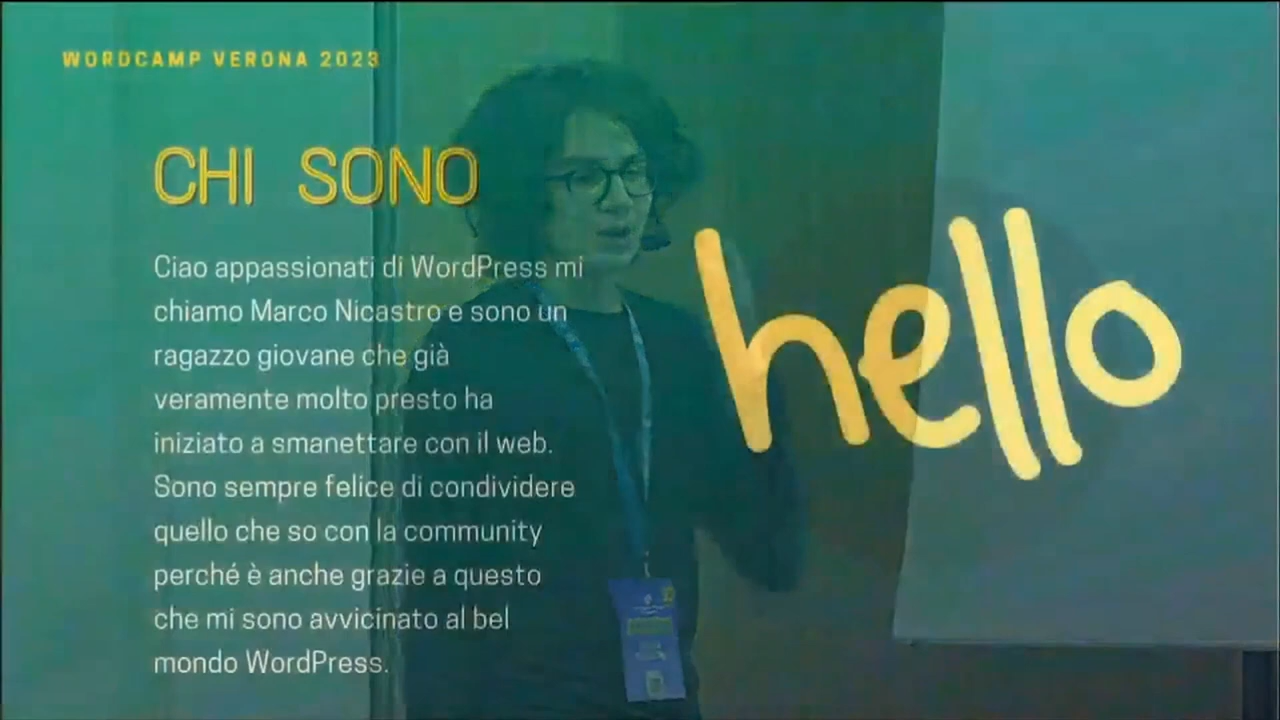 WORDCAMP VERONA 2023
CHI SONO
Ciao appassionati di WordPress mi
chiamo Marco Nicastro e sono un
ragazzo giovane che già
veramente molto presto ha
iniziato a smanettare con il web.
Sono sempre felice di condividere
quello che so con la community
perché è anche grazie a questo
che mi sono avvicinato al bel
mondo WordPress.
hello